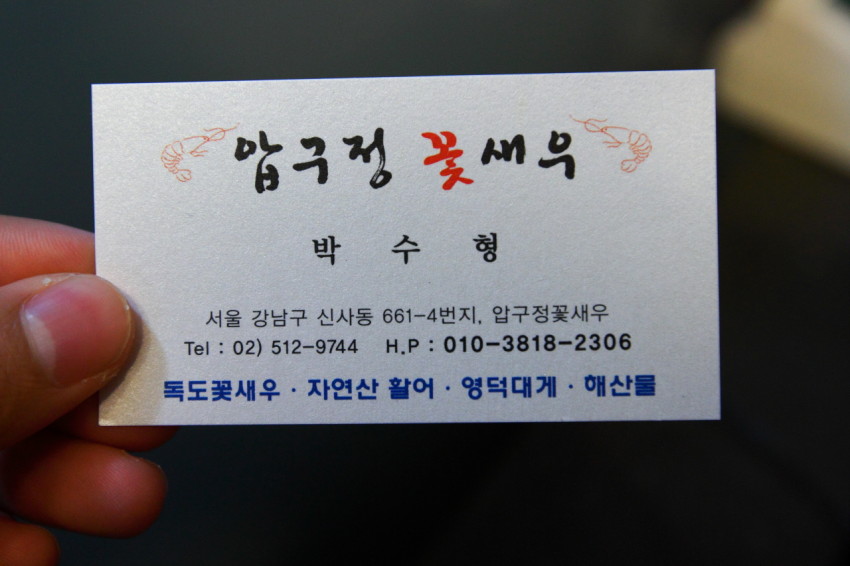 압구정 꽃새우
박 수 형
서울 강남구 신사동 661-4번지, 압구정꽃새우
Tel : 02) 512-9744 H.P : 010-3818-2306
독도꽃새우 · 자연산 활어 · 영덕대게 · 해산물